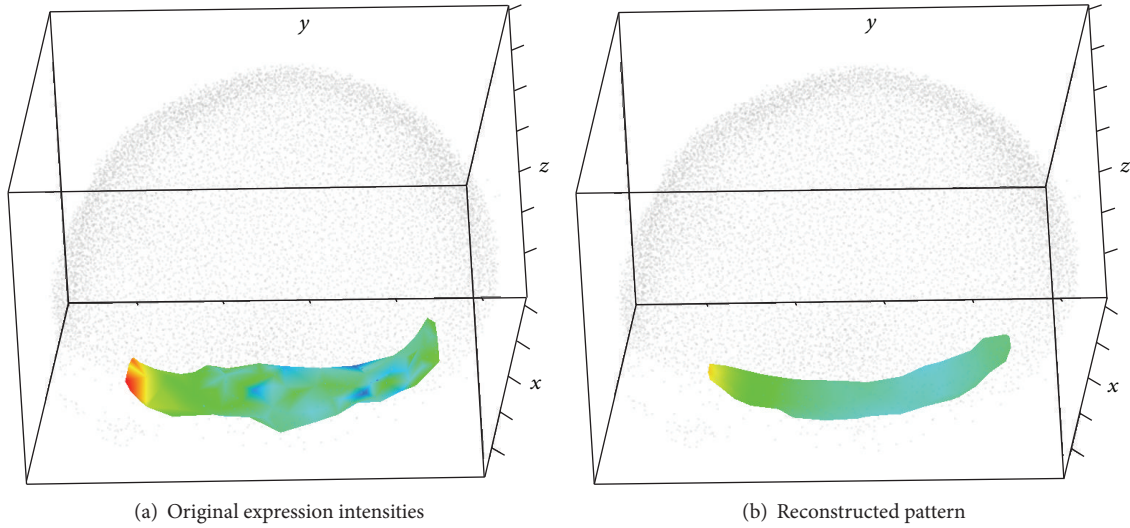 y
z
x
(a) Original expression intensities
y
z
x
(b) Reconstructed pattern